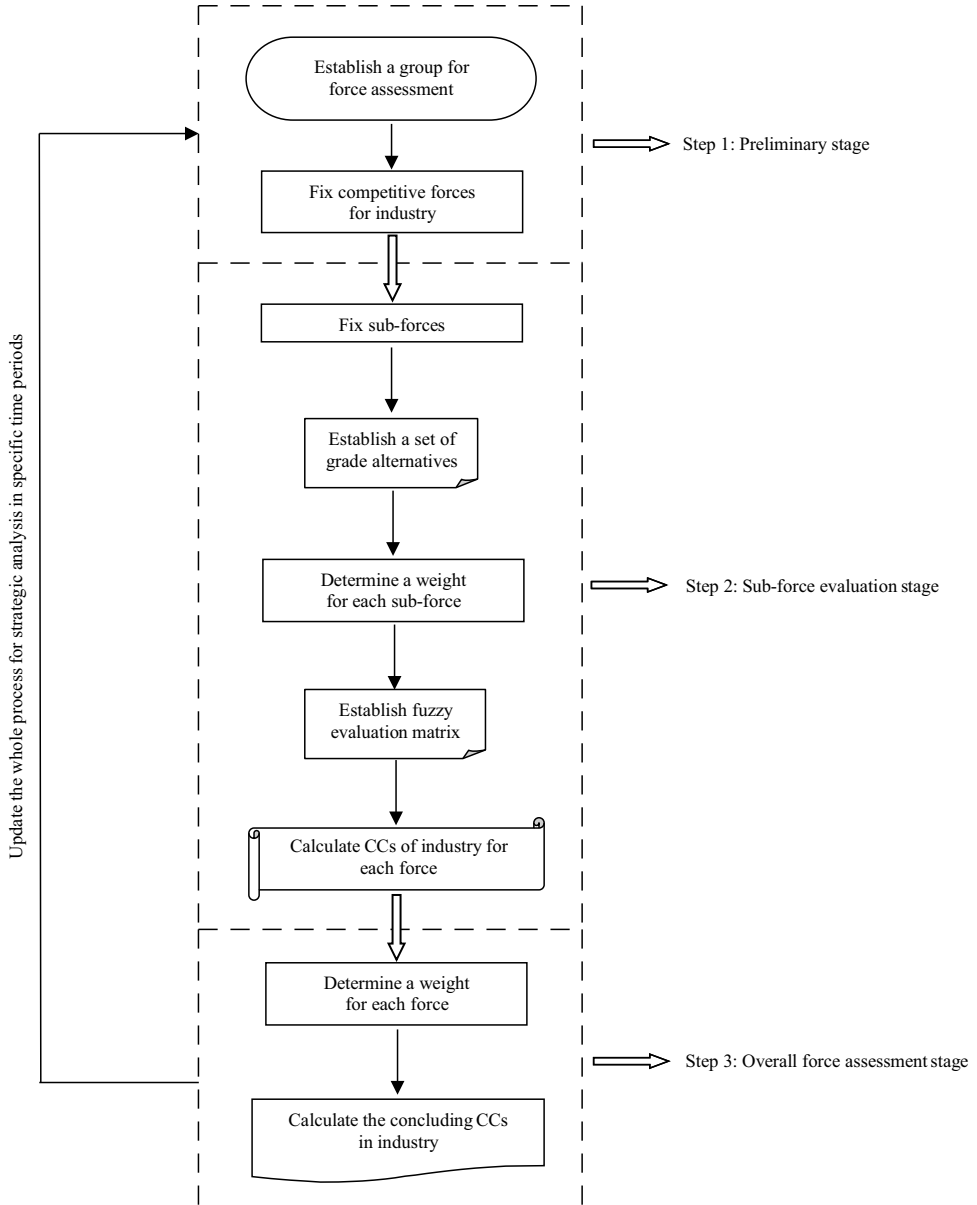 Establish a group for
force assessment
Step 1: Preliminary stage
Fix competitive forces
for industry
Fix sub-forces
Update the whole process for strategic analysis in specific time periods
Establish a set of
grade alternatives
Determine a weight
for each sub-force
Step 2: Sub-force evaluation stage
Establish fuzzy
evaluation matrix
Calculate CCs of industry for
each force
Determine a weight
for each force
Step 3: Overall force assessment stage
Calculate the concluding CCs
in industry